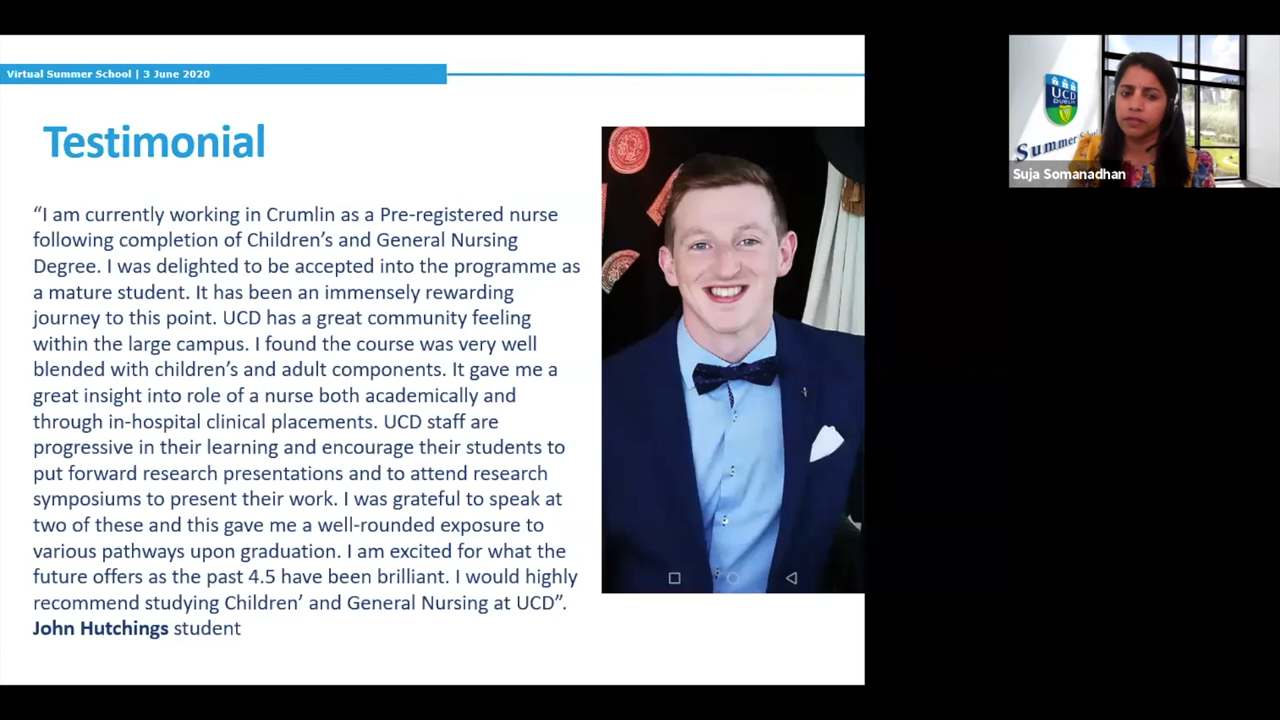 Virtual Summer School | 3 June 2020
Testimonial
“I am currently working in Crumlin as a Pre-registered nurse
following completion of Children’s and General Nursing
Degree. I was delighted to be accepted into the programme as
a mature student. It has been an immensely rewarding
journey to this point. UCD has a great community feeling
within the large campus. I found the course was very well
blended with children’s and adult components. It gave me a
great insight into role of a nurse both academically and
through in-hospital clinical placements. UCD staff are
progressive in their learning and encourage their students to
put forward research presentations and to attend research
symposiums to present their work. I was grateful to speak at
two of these and this gave me a well-rounded exposure to
various pathways upon graduation. I am excited for what the
future offers as the past 4.5 have been brilliant. I would highly
recommend studying Children’ and General Nursing at UCD”.
John Hutchings student
UCD
DUBLIN
Summer
Suja Somanadhan